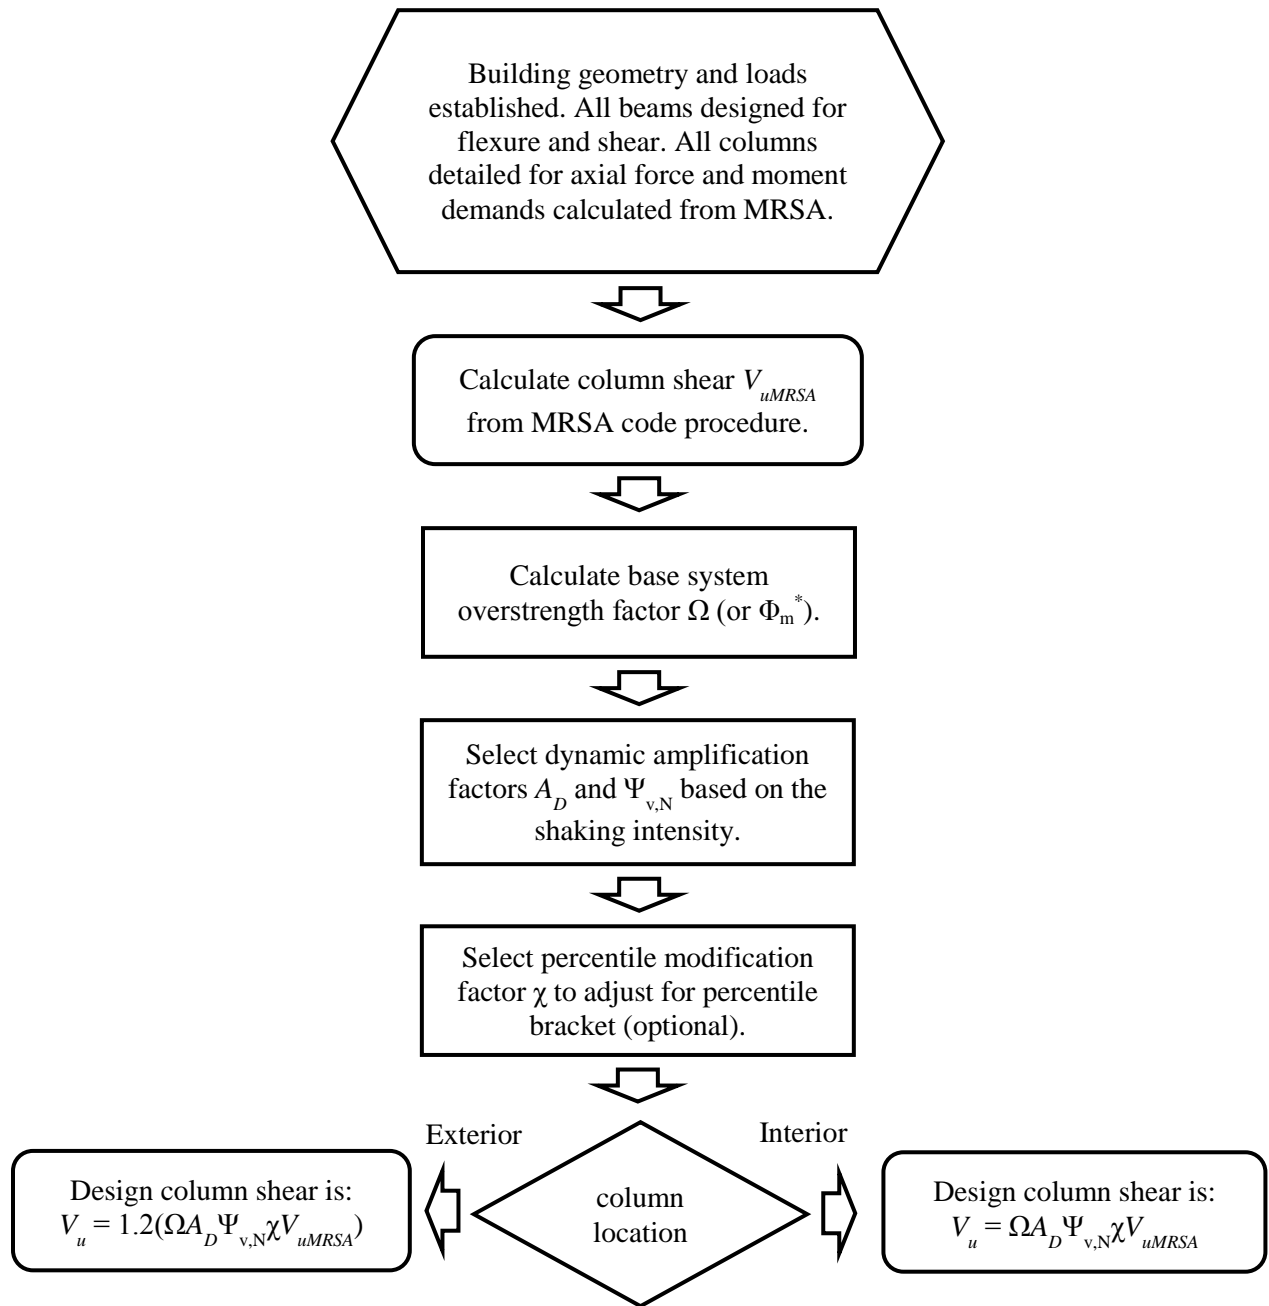 Building geometry and loads
established. All beams designed for
flexure and shear. All columns
detailed for axial force and moment
demands calculated from MRSA.
Calculate column shear V_uMRSA
from MRSA code procedure.
Calculate base system
overstrength factor Ω (or Φ_m^*).
Select dynamic amplification
factors A_D and Ψ_v,N based on the
shaking intensity.
Select percentile modification
factor χ to adjust for percentile
bracket (optional).
Exterior
Interior
Design column shear is:
V_u = 1.2(ΩA_DΨ_v,NχV_uMRSA)
column
location
Design column shear is:
V_u = ΩA_DΨ_v,NχV_uMRSA